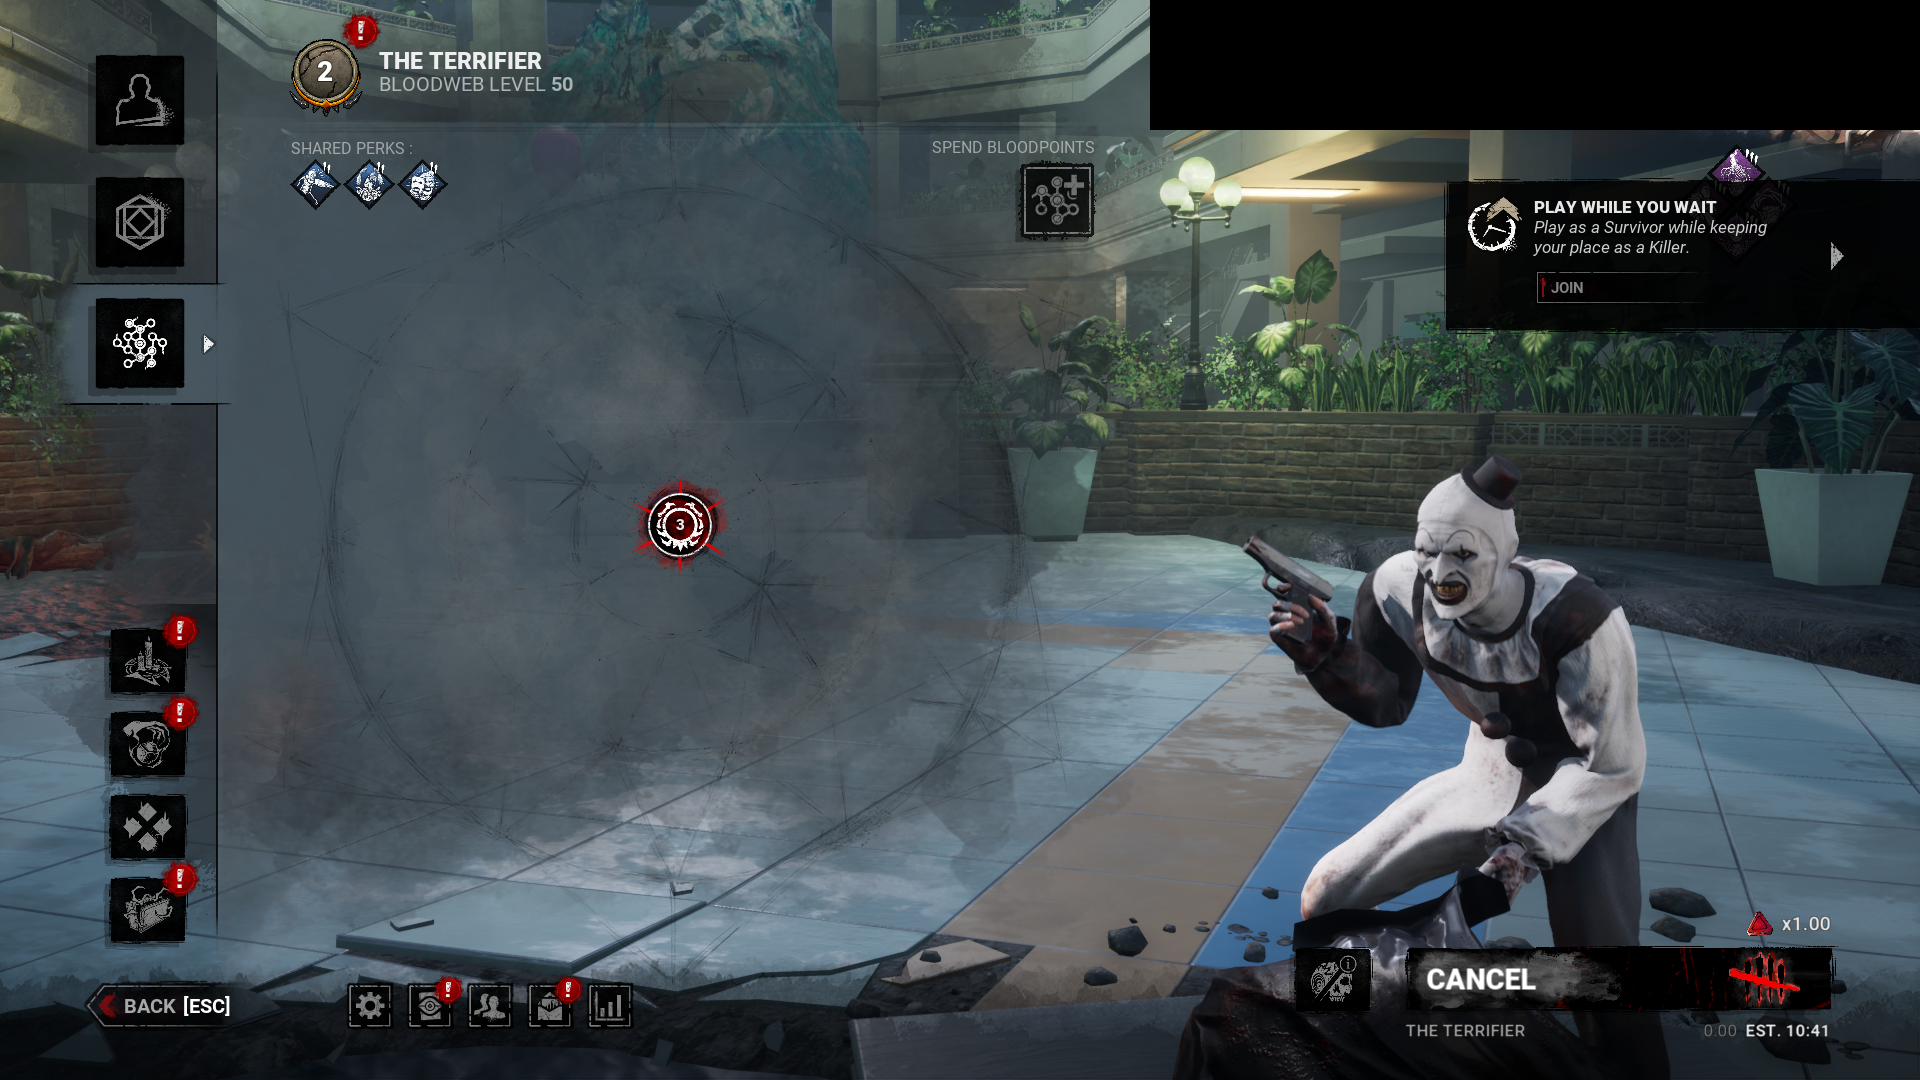 2
THE TERRIFIER
BLOODWEB LEVEL 50
SHARED PERKS :
SPEND BLOODPOINTS
PLAY WHILE YOU WAIT
Play as a Survivor while keeping
your place as a Killer.
JOIN
3
x1.00
CANCEL
THE TERRIFIER
0:00 EST. 10:41
BACK [ESC]